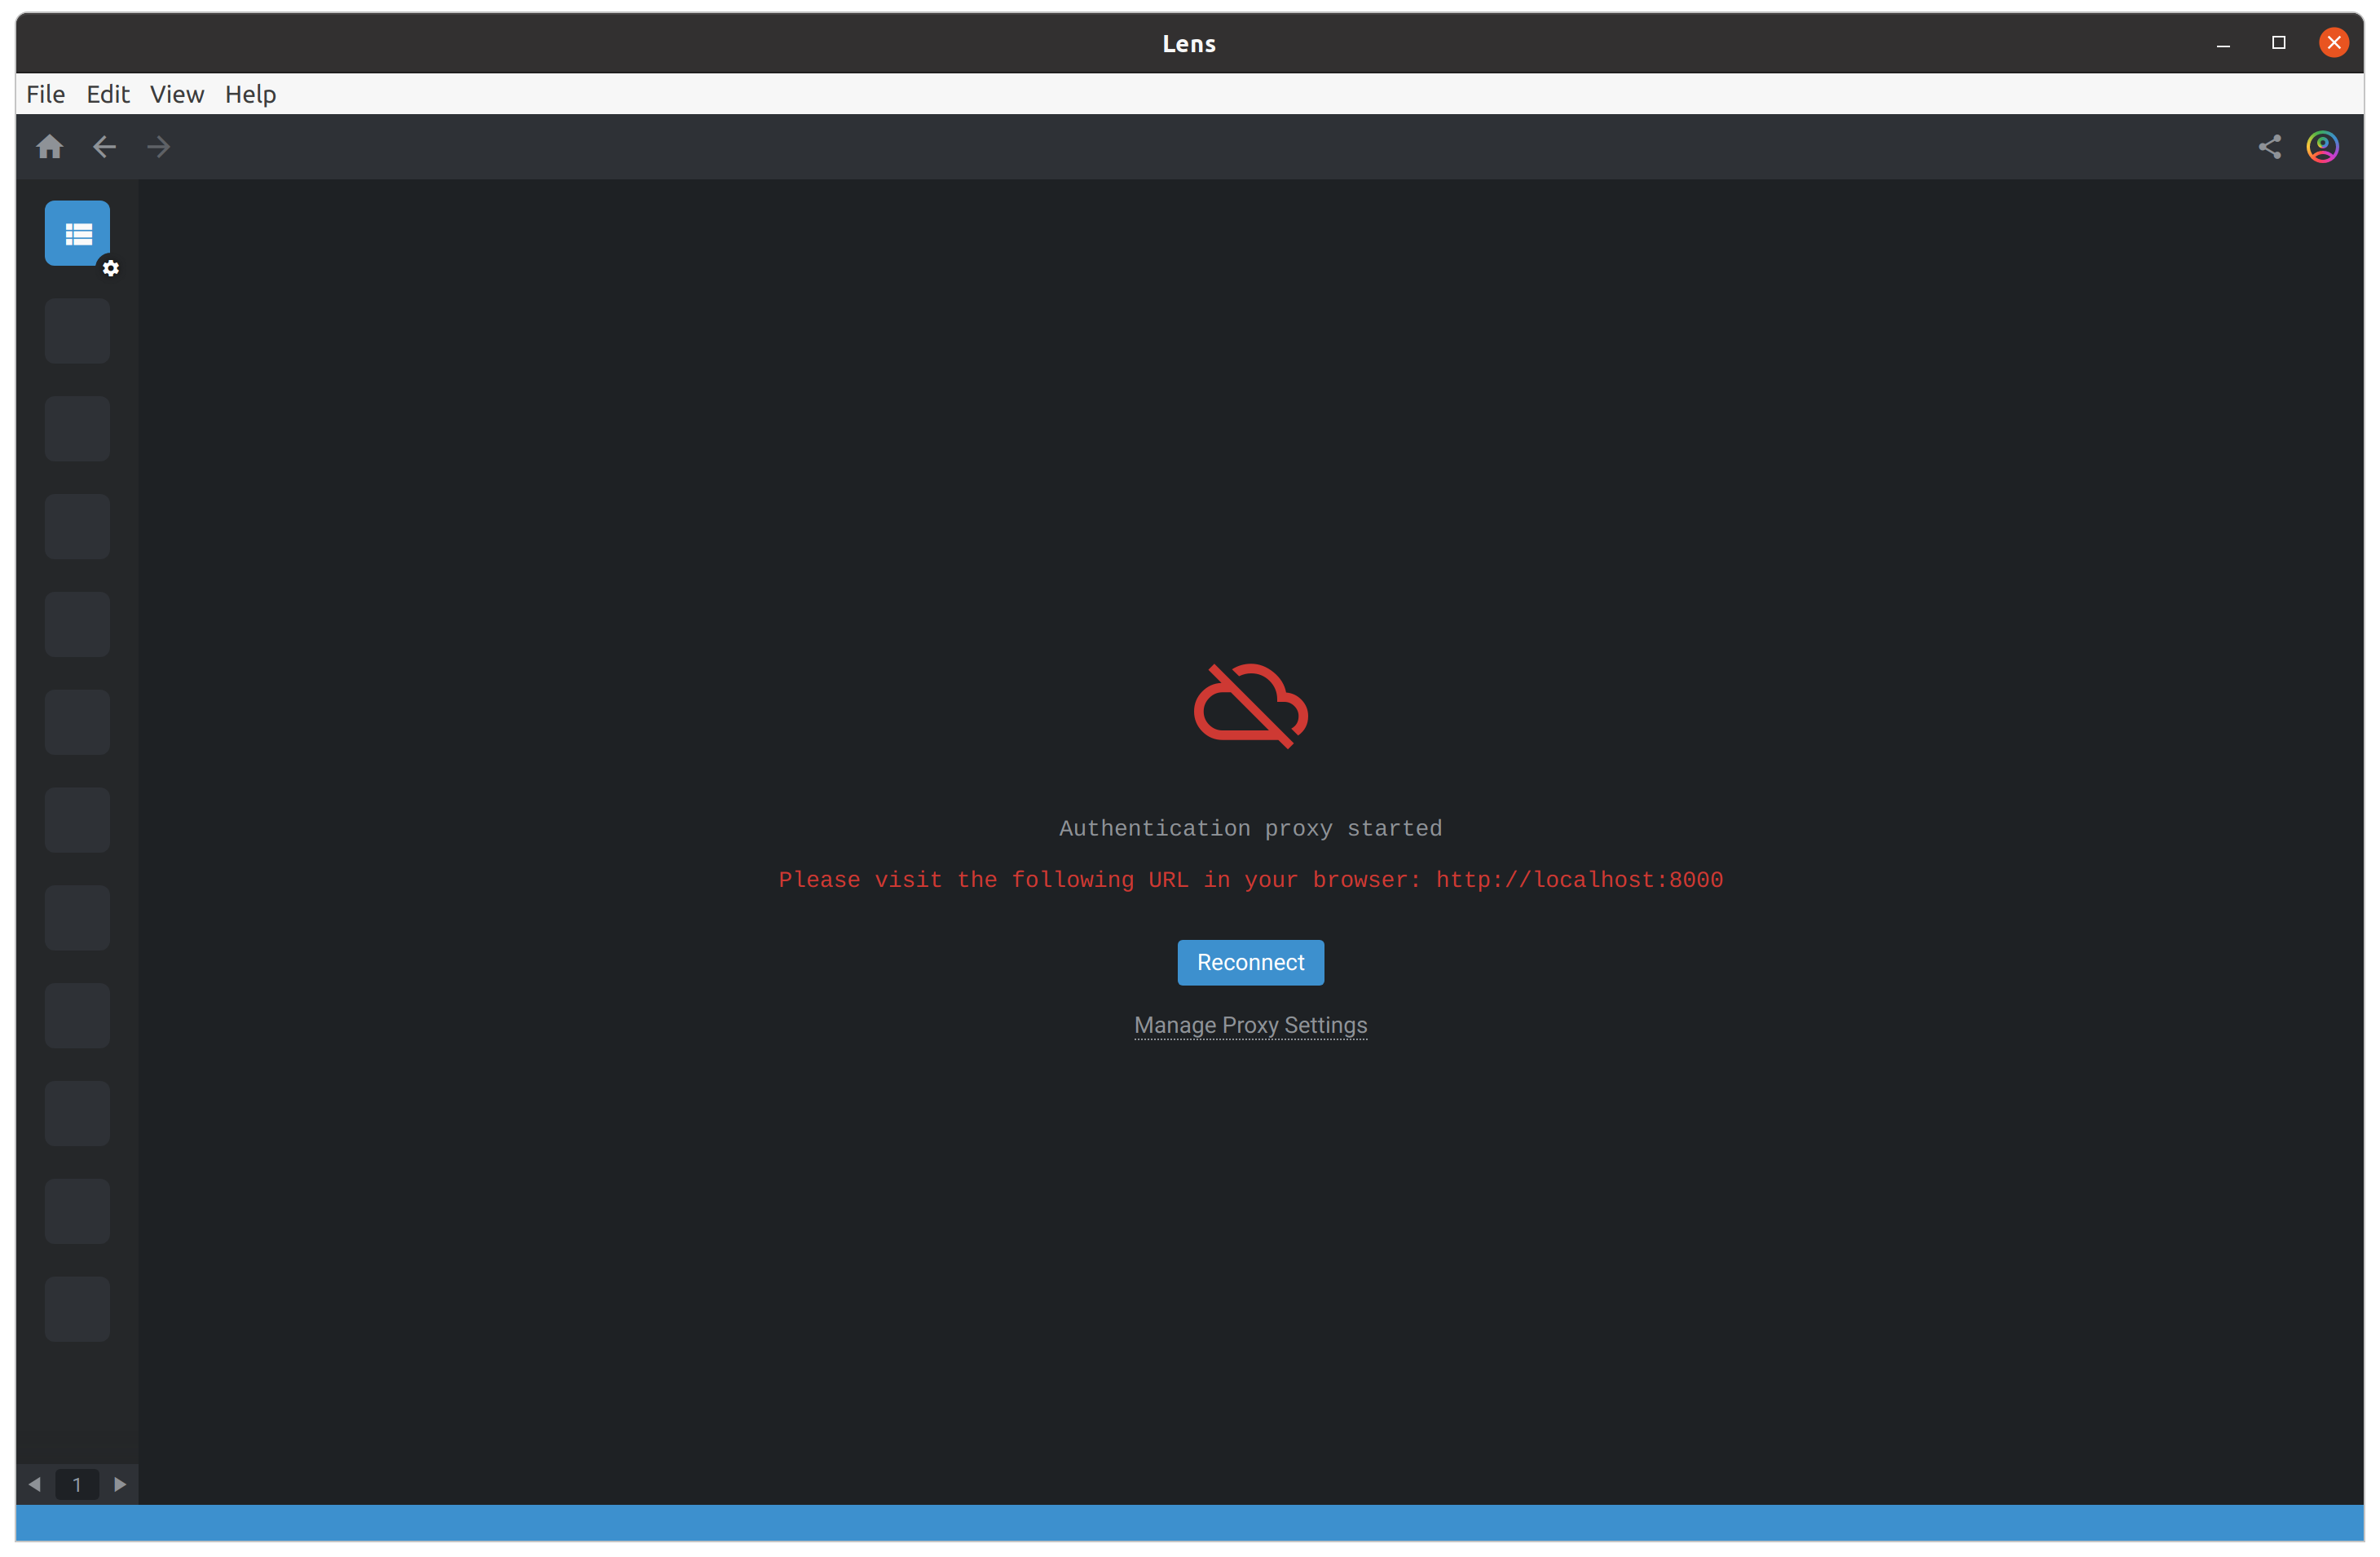 Lens
File Edit View Help
Authentication proxy started
Please visit the following URL in your browser: http://localhost:8000
Reconnect
Manage Proxy Settings
1